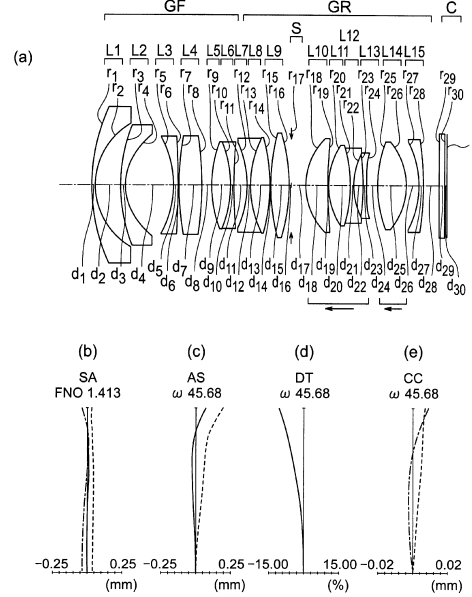 GF GR C
S
(a)
L12
L1 L2 L3 L4 L5 L6 L7 L8 L9 L10 L11 L13 L14 L15
r1 r3 r5 r7 r9 r12 r15 r17 r18 r20 r23 r25 r27 r29
r2 r4 r6 r8 r10 r13 r16 r19 r21 r24 r26 r28 r30
r11 r14 r22
d1 d2 d3 d4 d5 d7 d9 d11 d13 d15 d17 d19 d21 d23 d25 d27 d29
d6 d8 d10 d12 d14 d16 d18 d20 d22 d24 d26 d28 d30
(b) (c) (d) (e)
SA AS DT CC
FNO 1.413 ω 45.68 ω 45.68 ω 45.68
-0.25 0.25 -0.25 0.25 -15.00 15.00 -0.02 0.02
(mm) (mm) (%) (mm)